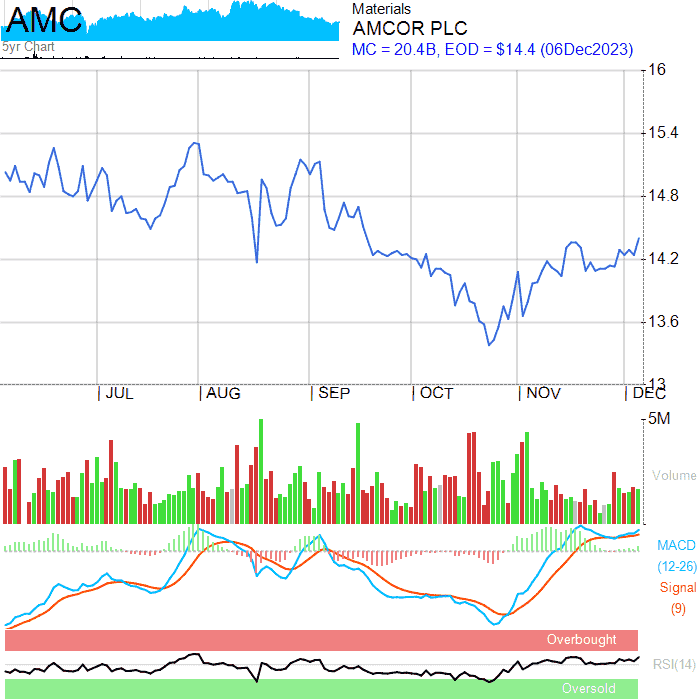 AMC
5yr Chart
Materials
AMCOR PLC
MC = 20.4B, EOD = $14.4 (06Dec2023)
16
15.4
14.8
14.2
13.6
13
JUL AUG SEP OCT NOV DEC
5M
Volume
MACD
(12-26)
Signal
(9)
Overbought
RSI(14)
Oversold